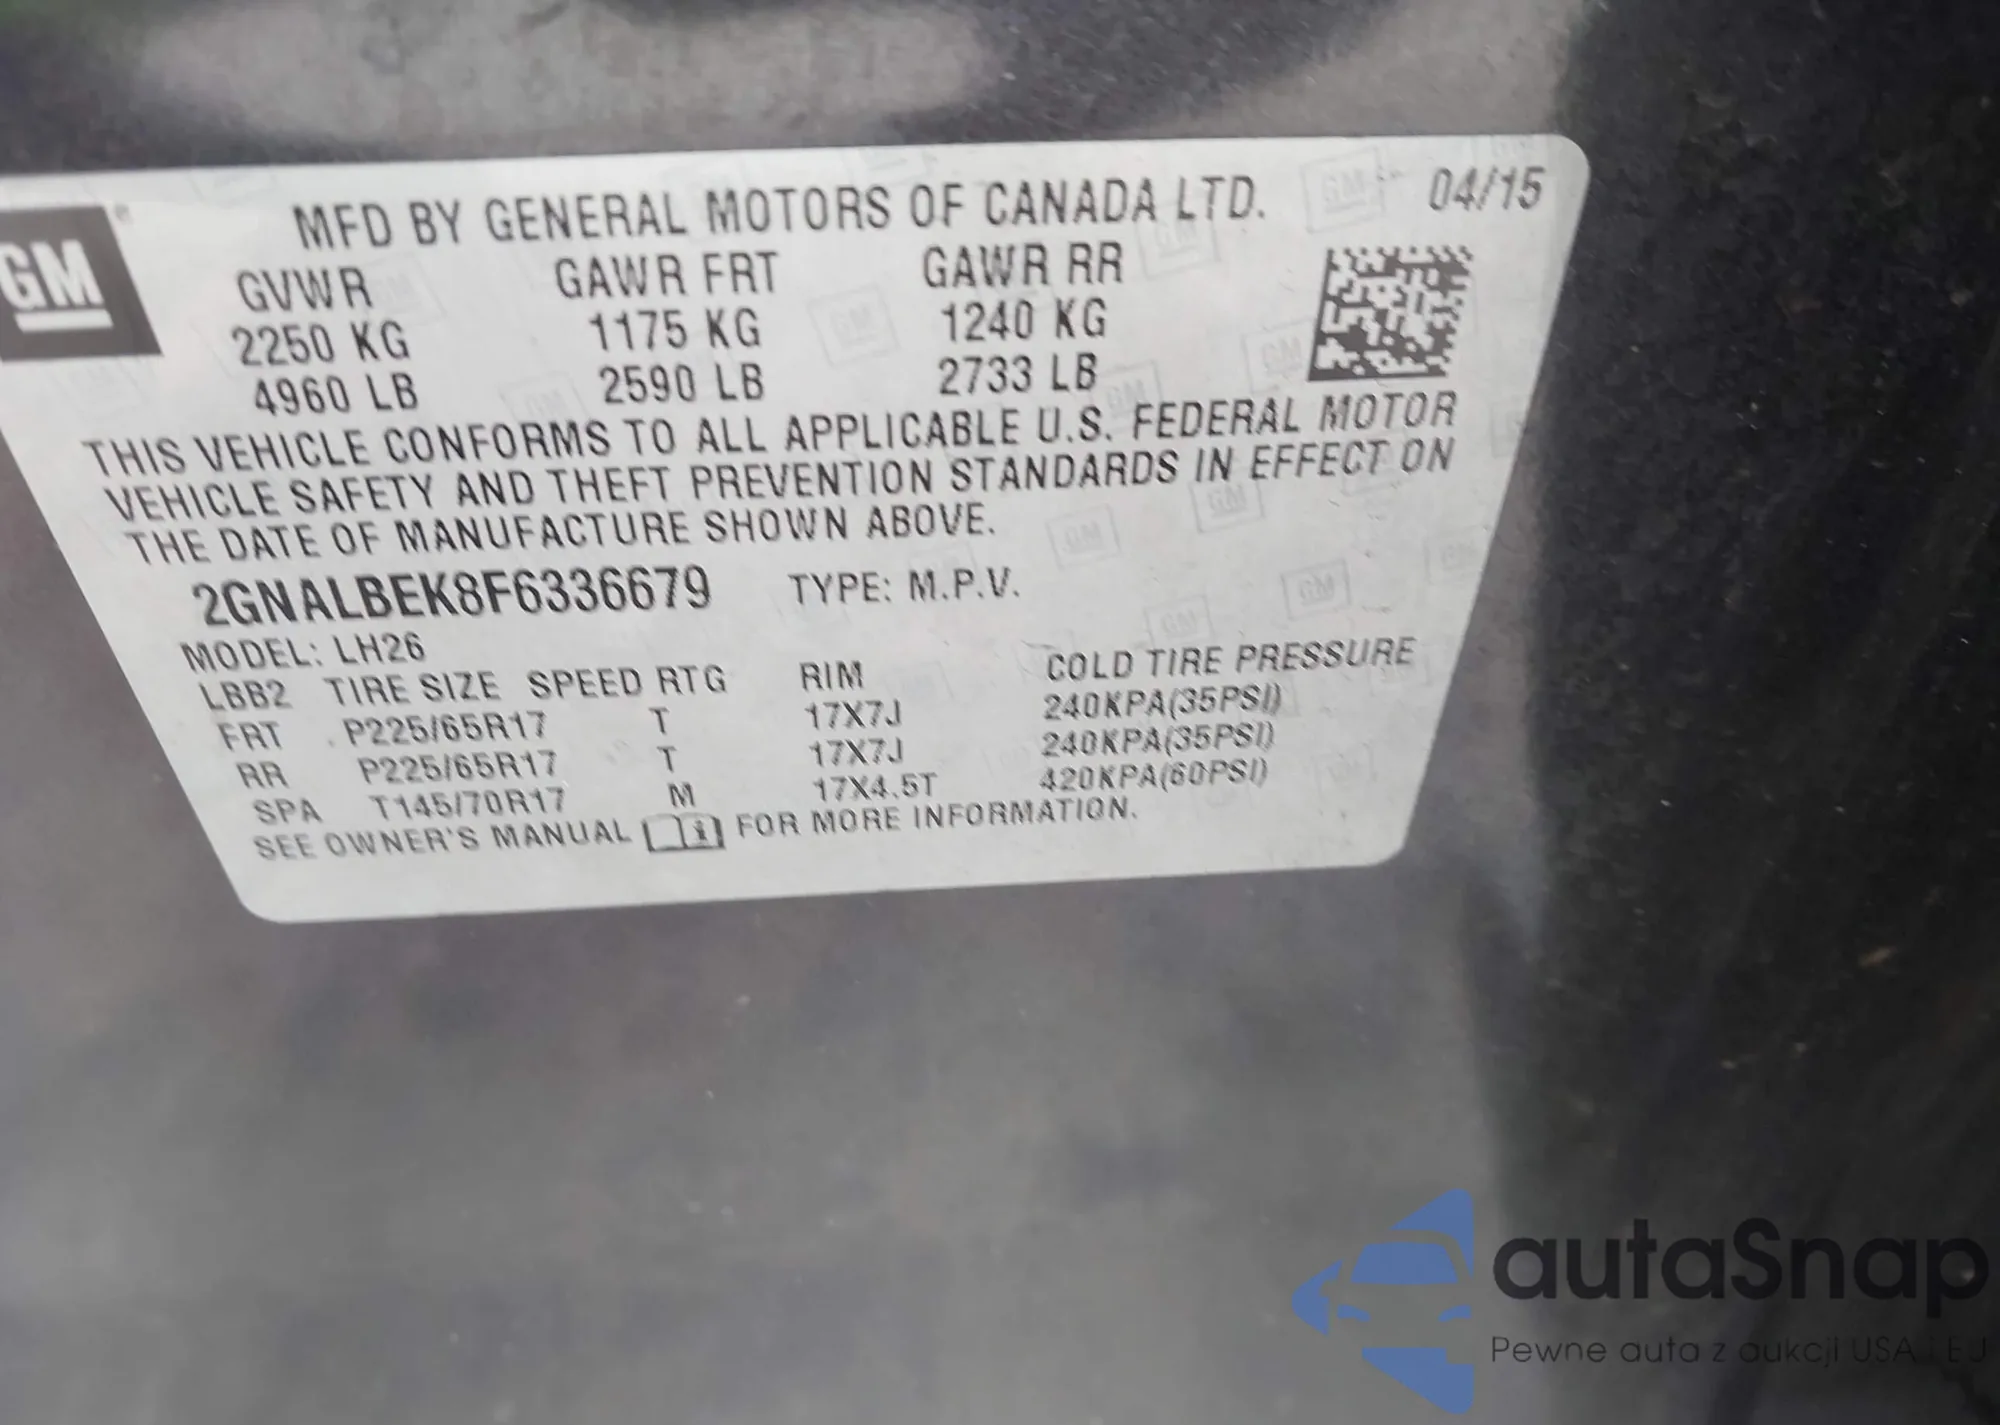 GM
MFD BY GENERAL MOTORS OF CANADA LTD. 04/15
GVWR GAWR FRT GAWR RR
2250 KG 1175 KG 1240 KG
4960 LB 2590 LB 2733 LB
THIS VEHICLE CONFORMS TO ALL APPLICABLE U.S. FEDERAL MOTOR
VEHICLE SAFETY AND THEFT PREVENTION STANDARDS IN EFFECT ON
THE DATE OF MANUFACTURE SHOWN ABOVE.
2GNALBEK8F6336679 TYPE: M.P.V.
MODEL: LH26
LBB2 TIRE SIZE SPEED RTG RIM COLD TIRE PRESSURE
FRT P225/65R17 T 17X7J 240KPA(35PSI)
RR P225/65R17 T 17X7J 240KPA(35PSI)
SPA T145/70R17 M 17X4.5T 420KPA(60PSI)
SEE OWNER'S MANUAL FOR MORE INFORMATION.
autaSnap
Pewne auta z aukcji USA i EU